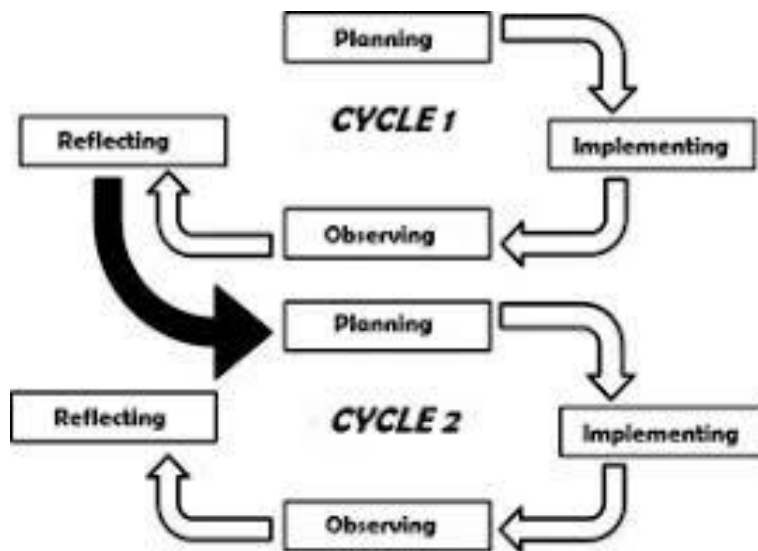 Planning
CYCLE 1
Reflecting
Implementing
Observing
Planning
Reflecting
CYCLE 2
Implementing
Observing